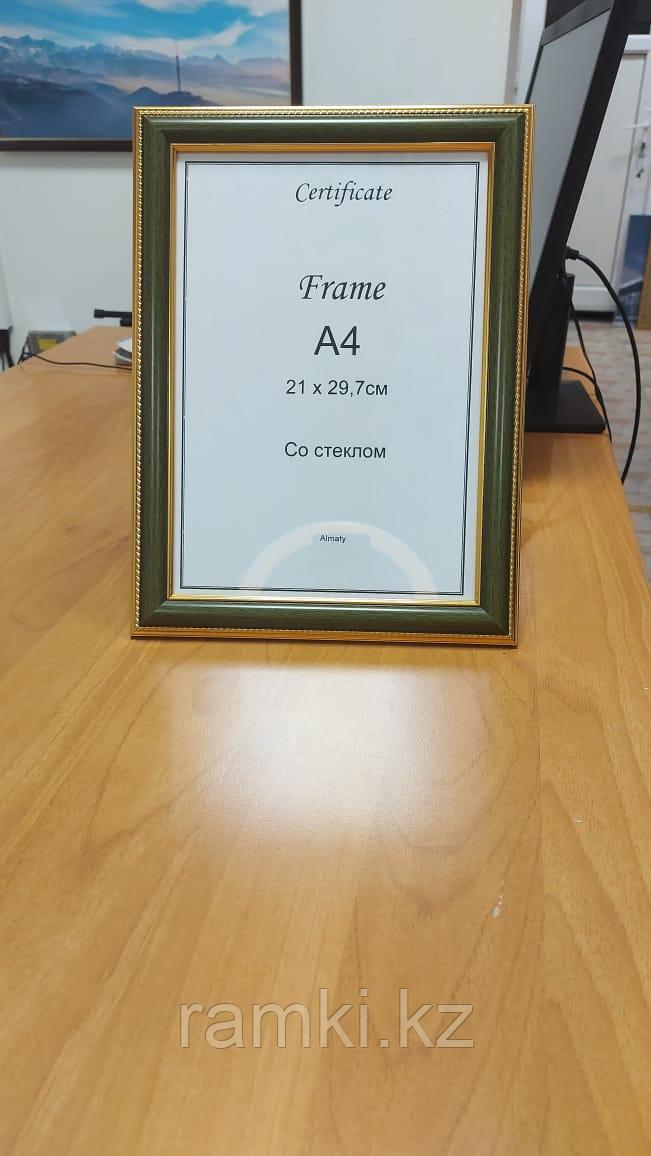 Certificate
Frame
A4
21 x 29,7см
Со стеклом
Almaty
ramki.kz